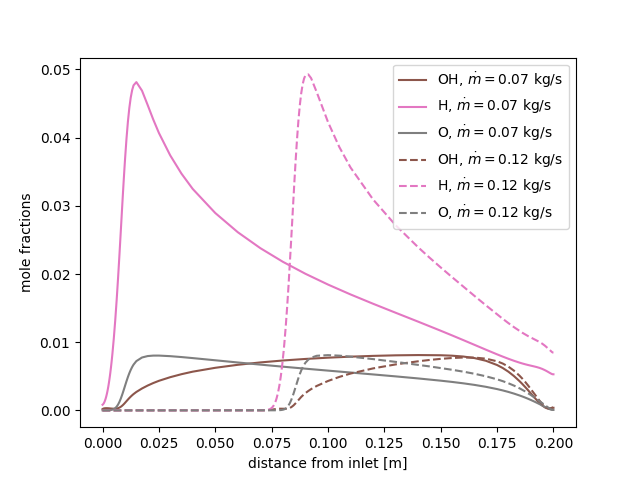 0.05
0.04
0.03
0.02
0.01
0.00
mole fractions
OH, ṁ = 0.07 kg/s
H, ṁ = 0.07 kg/s
O, ṁ = 0.07 kg/s
OH, ṁ = 0.12 kg/s
H, ṁ = 0.12 kg/s
O, ṁ = 0.12 kg/s
0.000 0.025 0.050 0.075 0.100 0.125 0.150 0.175 0.200
distance from inlet [m]